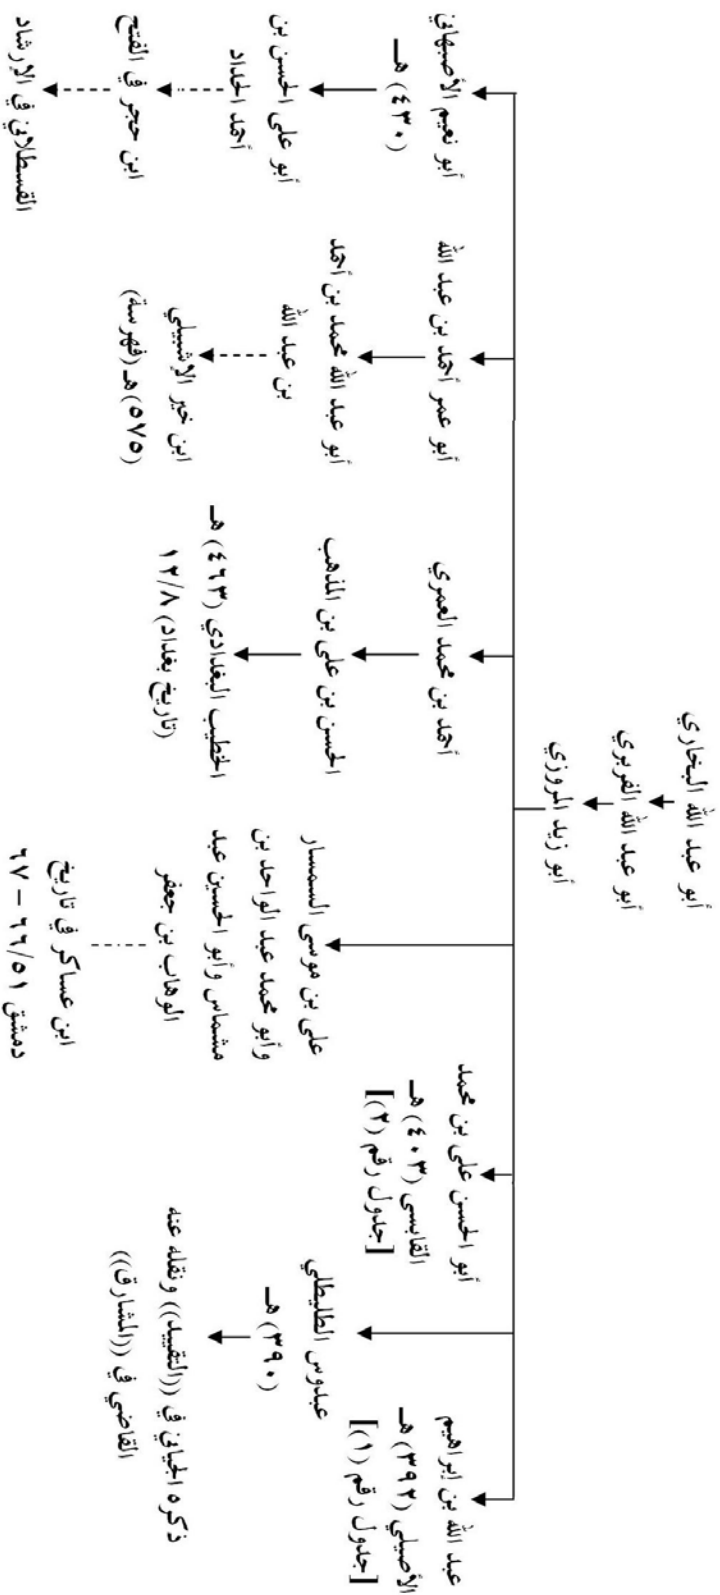 أبو عبد الله البخاري
أبو عبد الله الفربري
أبو زيد المروزي
عبد الله بن إبراهيم
الأصيلي (٣٩٢) هـ
[جدول رقم (١)]
عبدوس الطليطلي
(٣٩٠) هـ
ذكره الجياني في ((التقييد)) ونقله عنه
القاضي في ((المشارق))
أبو الحسن على بن محمد
القابسي (٤٠٣) هـ
[جدول رقم (٢)]
على بن موسى السمسار
وأبو محمد عبد الواحد بن
مشماس وأبو الحسين عبد
الوهاب بن جعفر
ابن عساكر في تاريخ
دمشق ٦٦/٥١ – ٦٧
أحمد بن محمد العمري
الحسن بن على بن المذهب
الخطيب البغدادي (٤٦٣) هـ
(تاريخ بغداد) ١٢/٨
أبو عمر أحمد بن عبد الله
أبو عبد الله محمد بن أحمد
بن عبد الله
ابن خير الإشبيلي
(٥٧٥) هـ (فهرسة)
أبو نعيم الأصبهاني
(٤٣٠) هـ
أبو على الحسن بن
أحمد الحداد
ابن حجر في الفتح
القسطلاني في الإرشاد